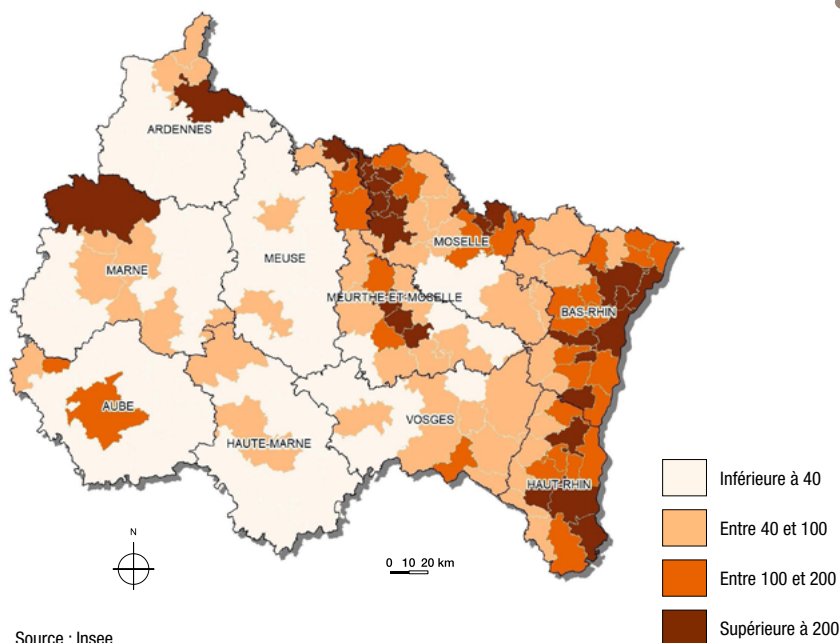 ARDENNES
MOSELLE
MEUSE
MARNE
MEURTHE-ET-MOSELLE
BAS-RHIN
AUBE
VOSGES
HAUTE-MARNE
HAUT-RHIN
Inférieure à 40
Entre 40 et 100
Entre 100 et 200
Supérieure à 200
N
0 10 20 km
Source : Insee